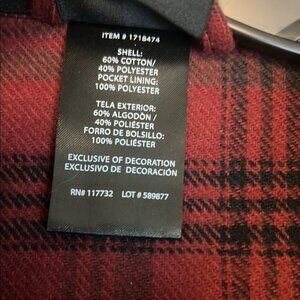 ITEM # 1718474
SHELL:
60% COTTON/
40% POLYESTER
POCKET LINING:
100% POLYESTER
TELA EXTERIOR:
60% ALGODÓN /
40% POLIÉSTER
FORRO DE BOLSILLO:
100% POLIÉSTER
EXCLUSIVE OF DECORATION
EXCLUSIVO DE DECORACIÓN
RN# 117732 LOT # 589877